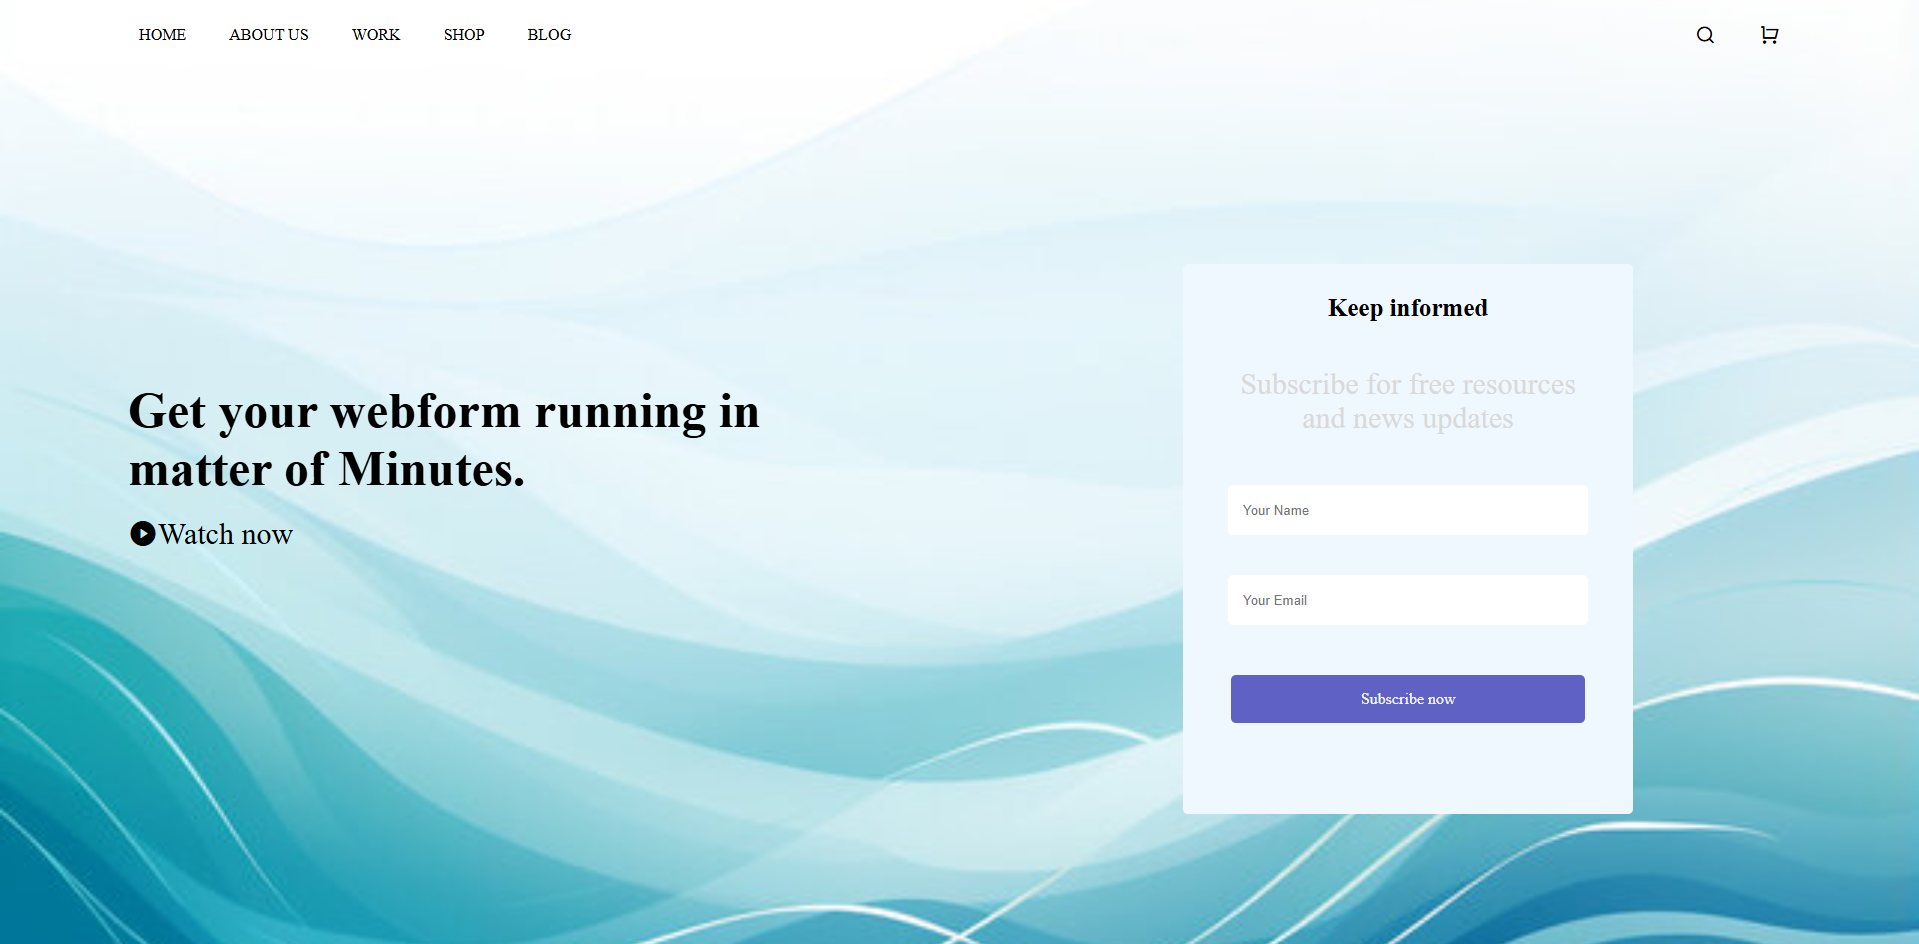 HOME ABOUT US WORK SHOP BLOG
Get your webform running in
matter of Minutes.
Watch now
Keep informed
Subscribe for free resources
and news updates
Your Name
Your Email
Subscribe now